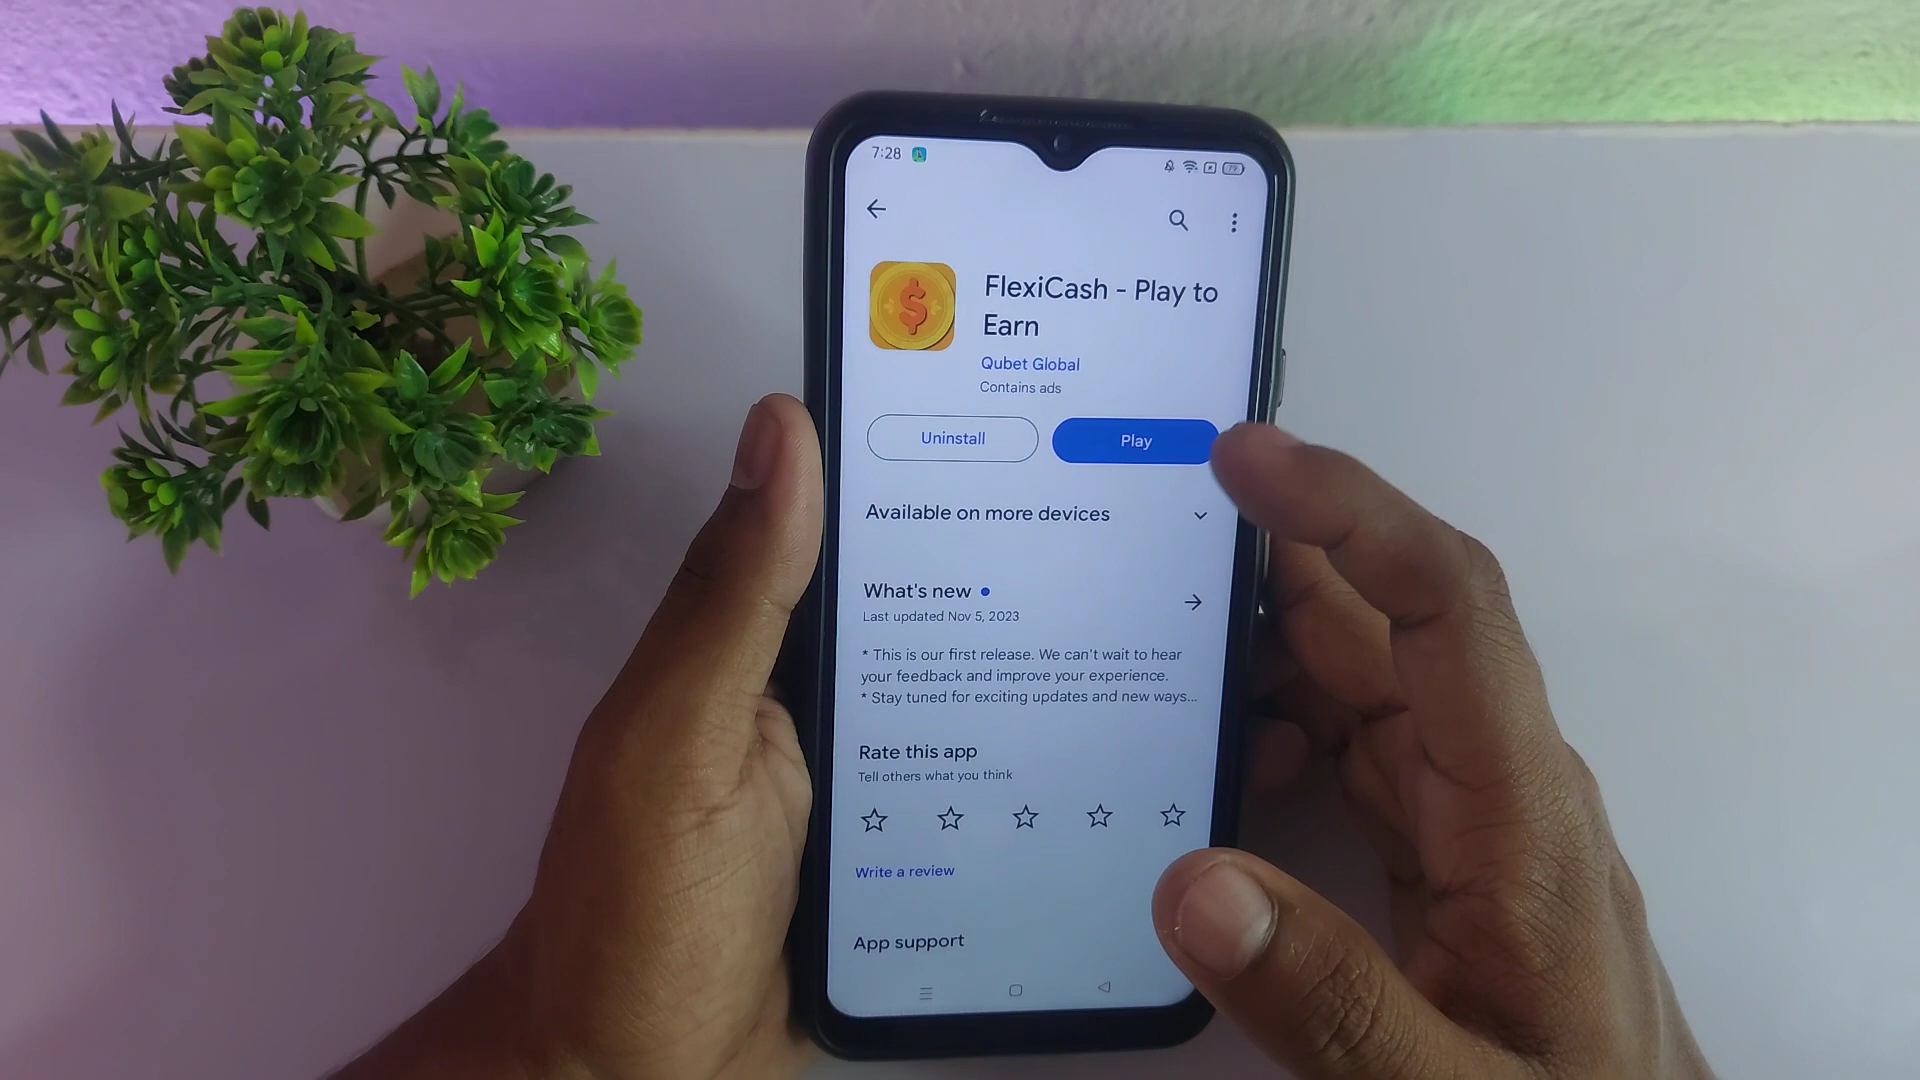 7:28
79
FlexiCash - Play to
Earn
Qubet Global
Contains ads
Uninstall
Play
Available on more devices
What's new
Last updated Nov 5, 2023
* This is our first release. We can't wait to hear
your feedback and improve your experience.
* Stay tuned for exciting updates and new ways...
Rate this app
Tell others what you think
Write a review
App support